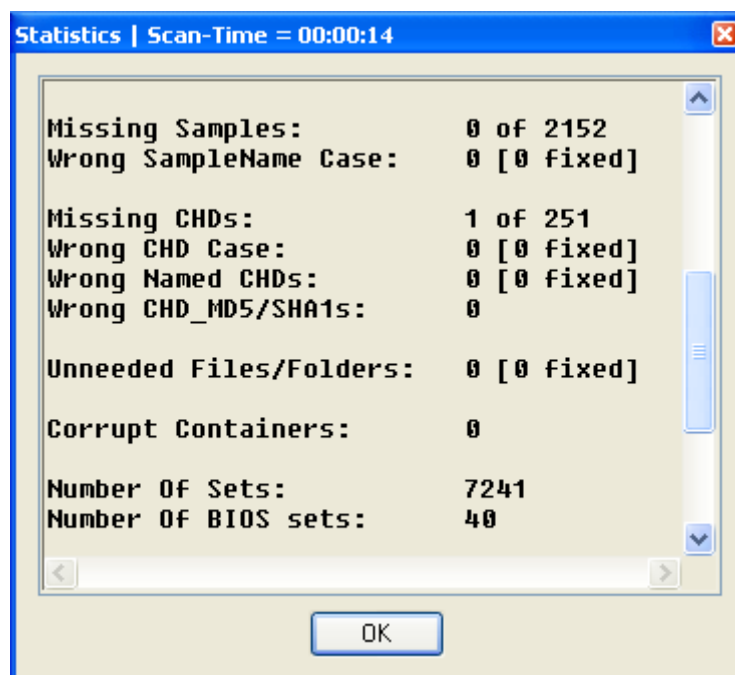 Statistics | Scan-Time = 00:00:14
Missing Samples: 0 of 2152
Wrong SampleName Case: 0 [0 fixed]
Missing CHDs: 1 of 251
Wrong CHD Case: 0 [0 fixed]
Wrong Named CHDs: 0 [0 fixed]
Wrong CHD_MD5/SHA1s: 0
Unneeded Files/Folders: 0 [0 fixed]
Corrupt Containers: 0
Number Of Sets: 7241
Number Of BIOS sets: 40
OK